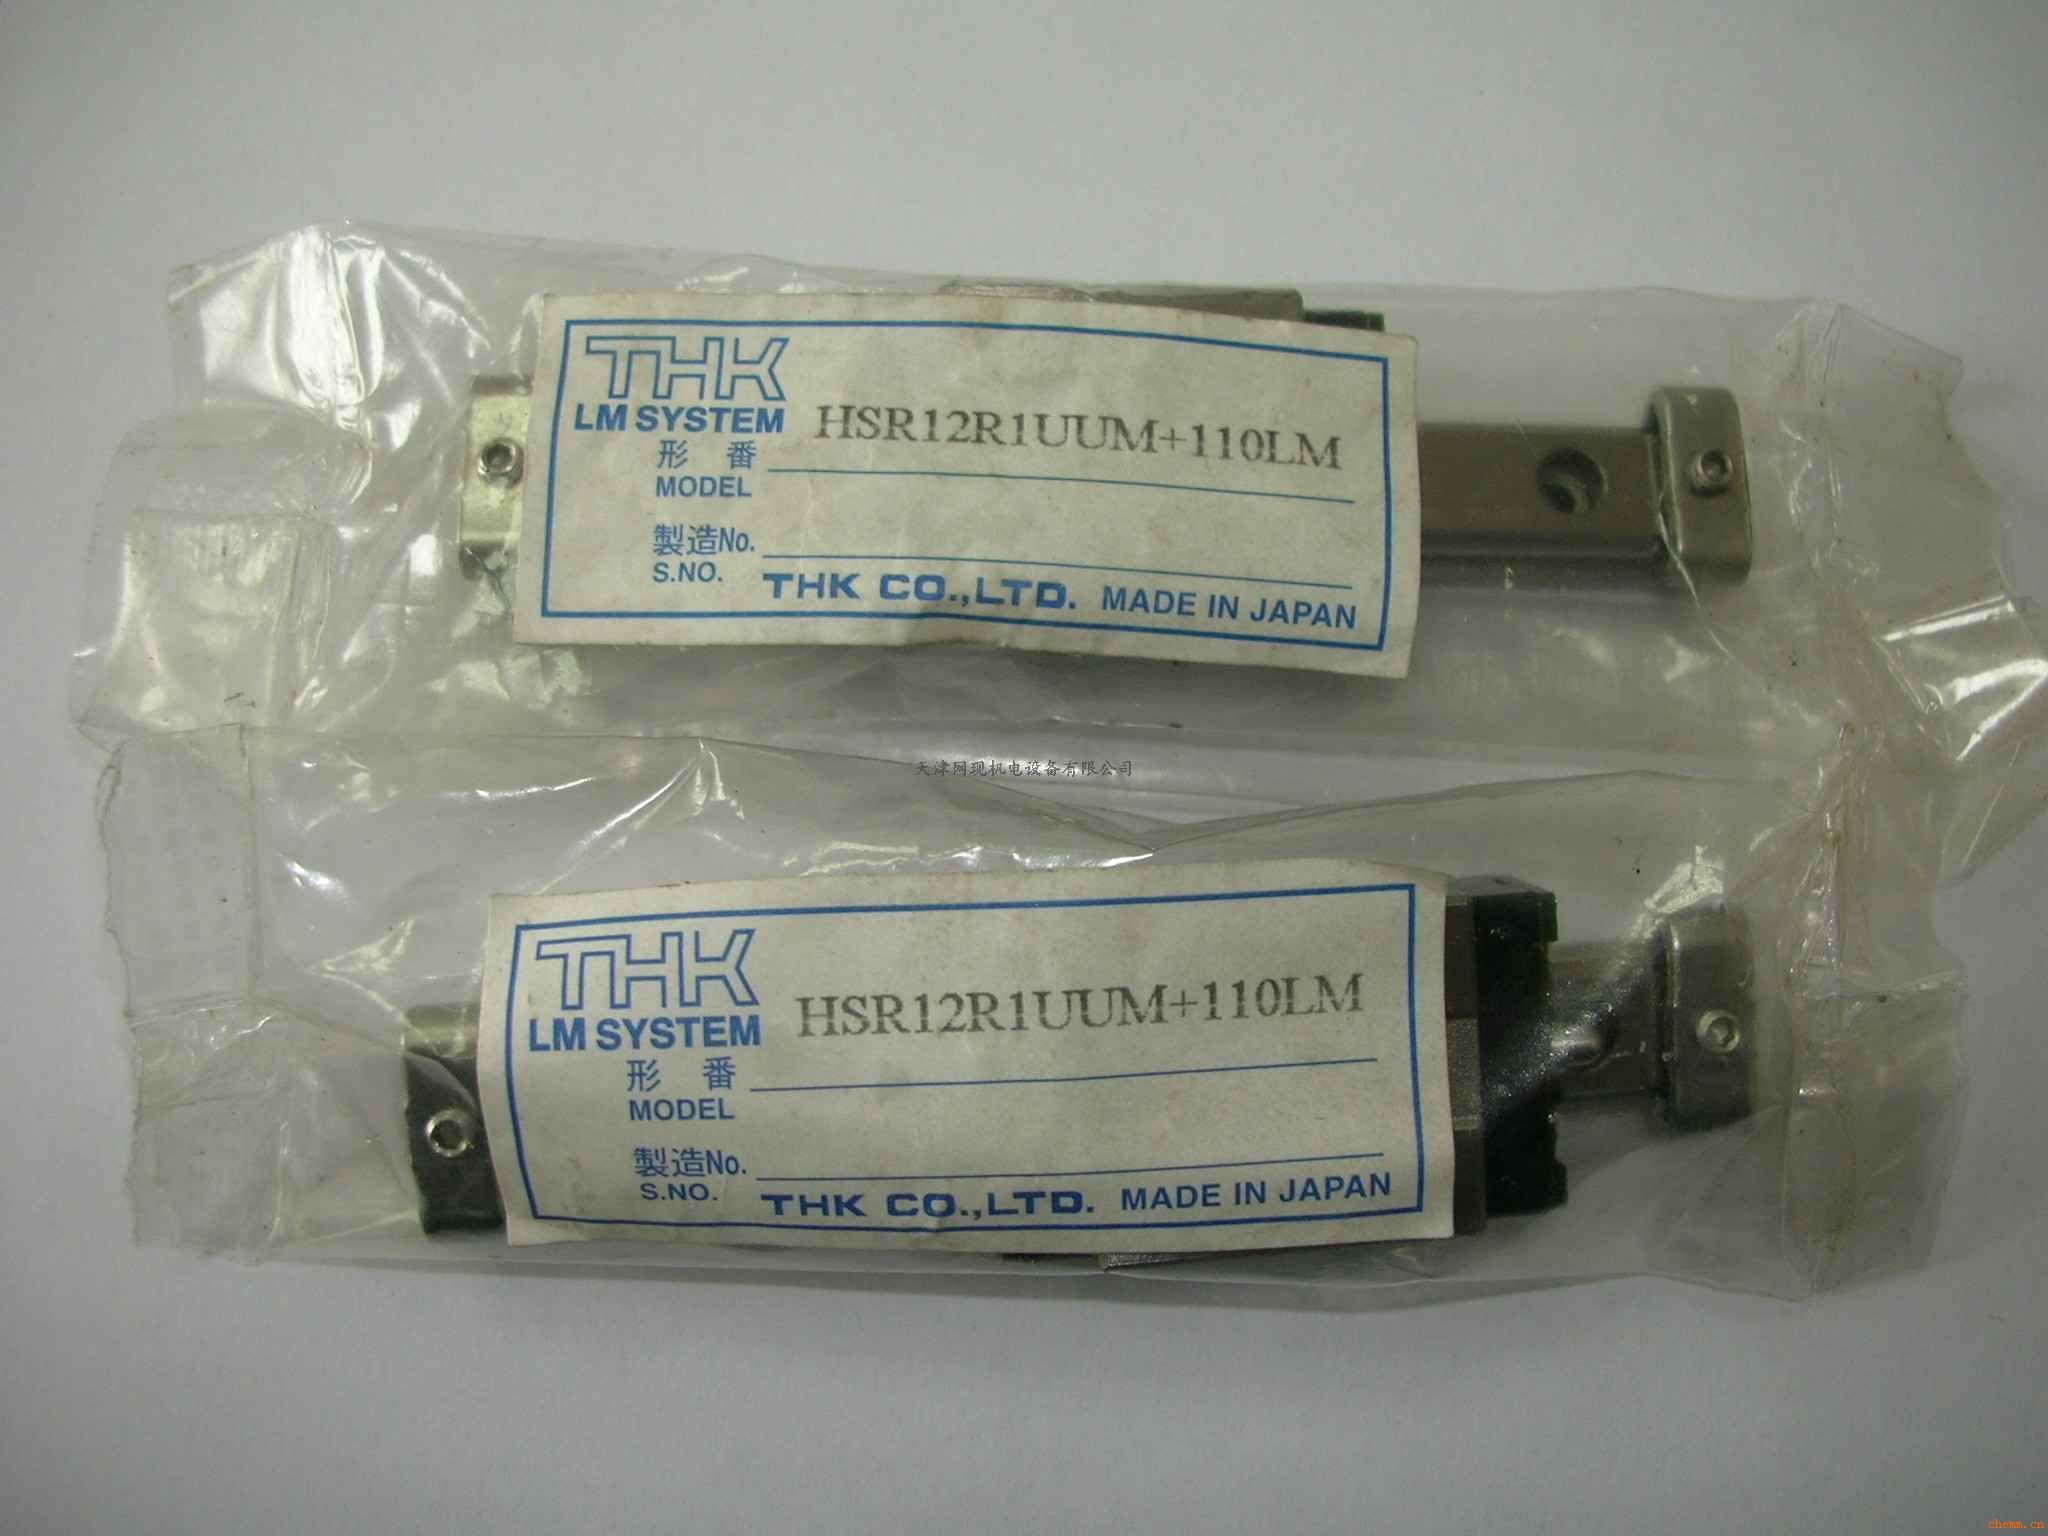 THK
LM SYSTEM
HSR12R1UUM+110LM
形 番
MODEL
製造No.
S.NO.
THK CO.,LTD. MADE IN JAPAN
天津网现机电设备有限公司
THK
LM SYSTEM
HSR12R1UUM+110LM
形 番
MODEL
製造No.
S.NO.
THK CO.,LTD. MADE IN JAPAN
chemm.cn